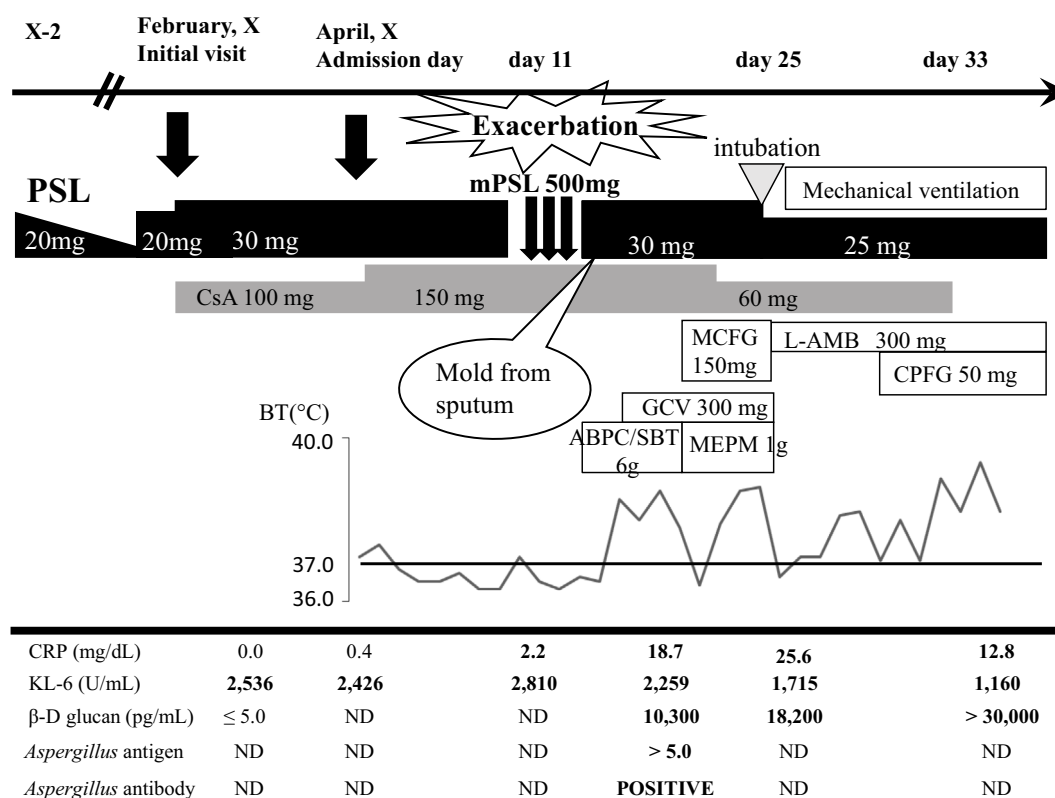 X-2
February, X
Initial visit
April, X
Admission day
day 11
day 25
day 33
Exacerbation
intubation
mPSL 500mg
Mechanical ventilation
PSL
20mg
20mg
30 mg
30 mg
25 mg
CsA 100 mg
150 mg
60 mg
MCFG
150mg
L-AMB 300 mg
CPFG 50 mg
Mold from
sputum
GCV 300 mg
ABPC/SBT
6g
MEPM 1g
BT(°C)
40.0
37.0
36.0
CRP (mg/dL) 0.0 0.4 2.2 18.7 25.6 12.8
KL-6 (U/mL) 2,536 2,426 2,810 2,259 1,715 1,160
β-D glucan (pg/mL) ≤ 5.0 ND ND 10,300 18,200 > 30,000
Aspergillus antigen ND ND ND > 5.0 ND ND
Aspergillus antibody ND ND ND POSITIVE ND ND